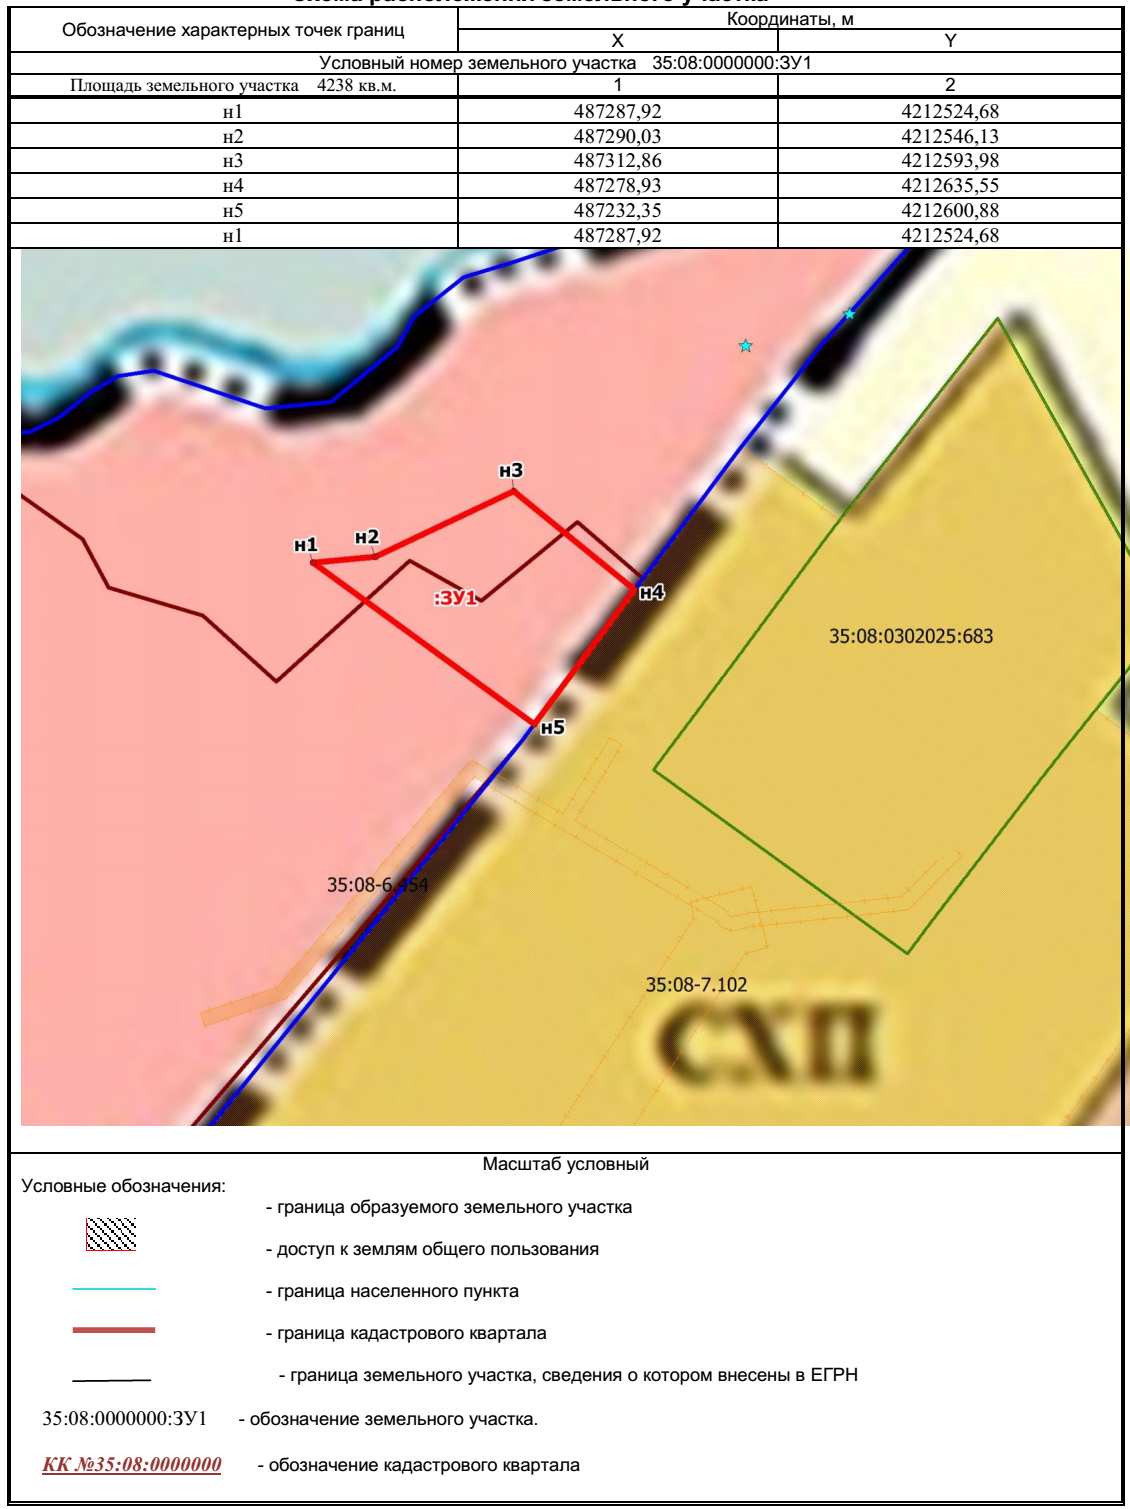 Схема расположения земельного участка
Обозначение характерных точек границ
Координаты, м
X Y
Условный номер земельного участка 35:08:0000000:ЗУ1
Площадь земельного участка 4238 кв.м. 1 2
н1 487287,92 4212524,68
н2 487290,03 4212546,13
н3 487312,86 4212593,98
н4 487278,93 4212635,55
н5 487232,35 4212600,88
н1 487287,92 4212524,68
н3
н2
н1
:ЗУ1
н4
35:08:0302025:683
н5
35:08-6.454
35:08-7.102
СХП
Масштаб условный
Условные обозначения:
- граница образуемого земельного участка
- доступ к землям общего пользования
- граница населенного пункта
- граница кадастрового квартала
- граница земельного участка, сведения о котором внесены в ЕГРН
35:08:0000000:ЗУ1 - обозначение земельного участка.
КК №35:08:0000000 - обозначение кадастрового квартала